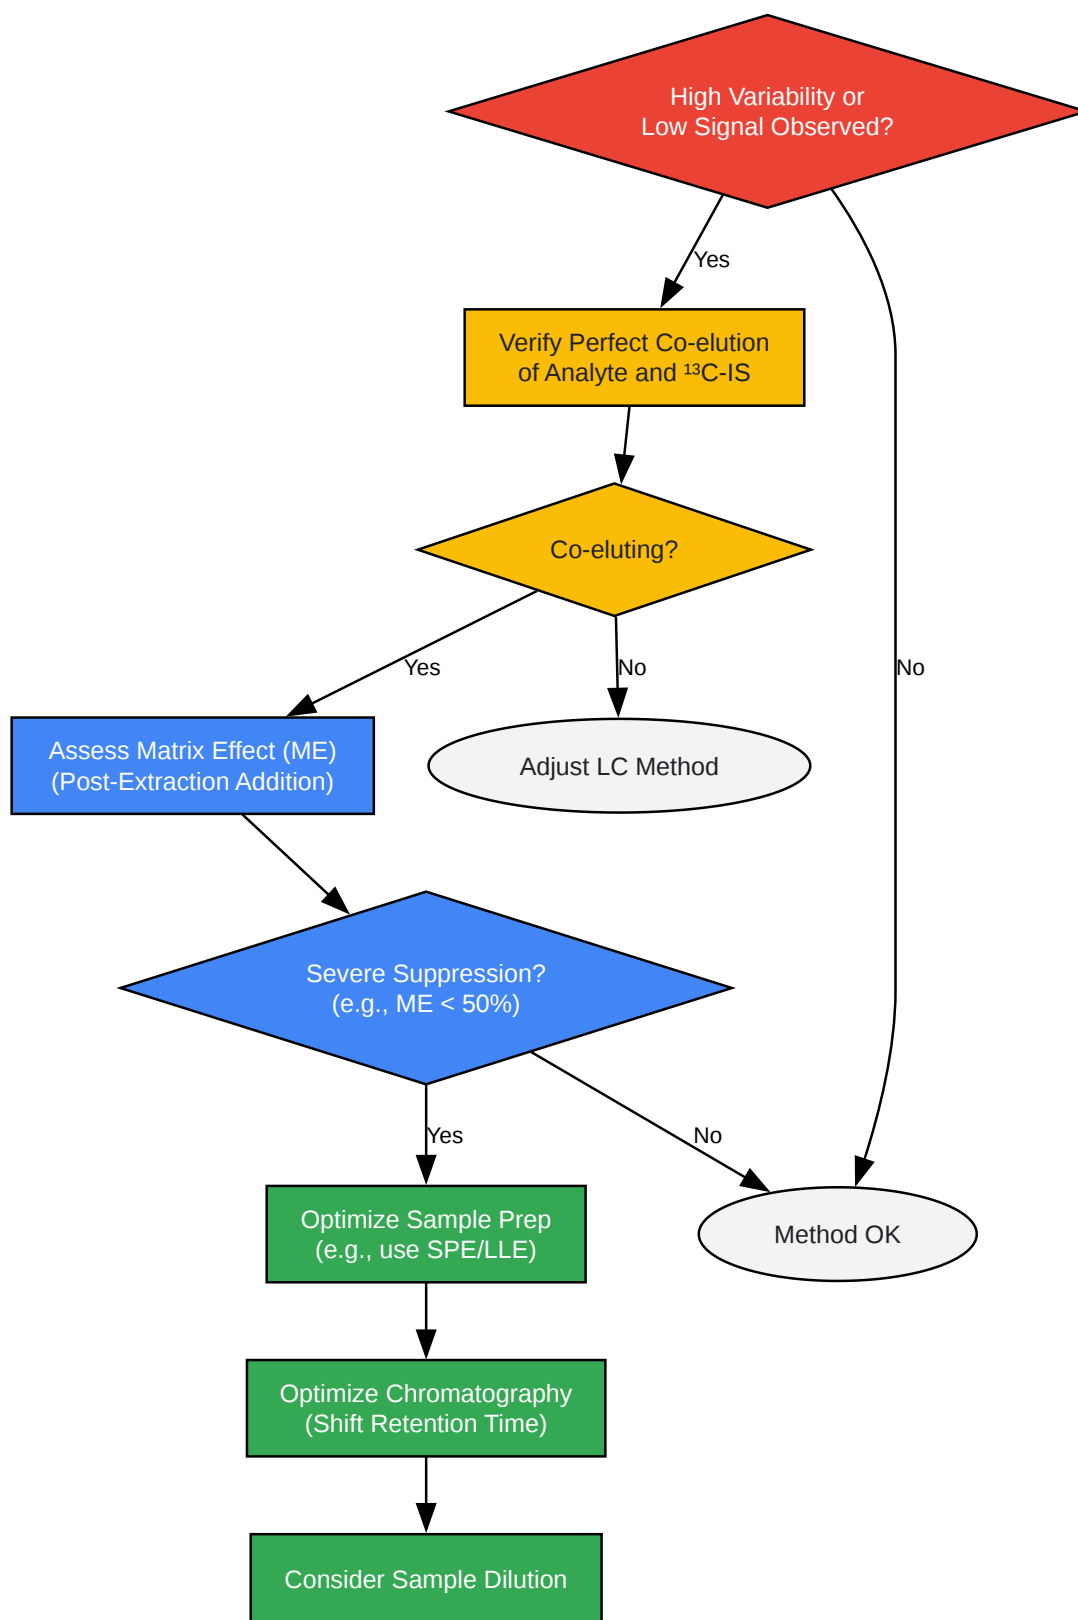 High Variability or
Low Signal Observed?
Yes
Verify Perfect Co-elution
of Analyte and ¹³C-IS
Co-eluting?
Yes
No
No
Assess Matrix Effect (ME)
(Post-Extraction Addition)
Adjust LC Method
Severe Suppression?
(e.g., ME < 50%)
Yes
No
Optimize Sample Prep
(e.g., use SPE/LLE)
Method OK
Optimize Chromatography
(Shift Retention Time)
Consider Sample Dilution